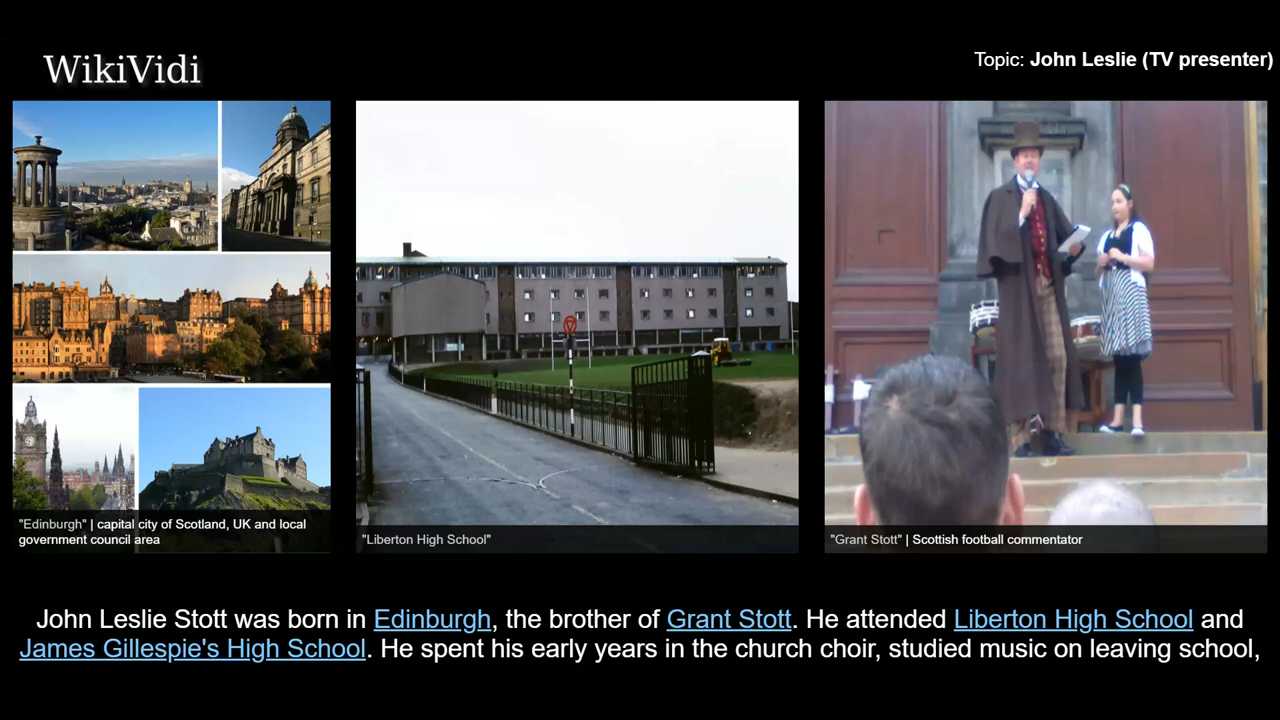 WikiVidi
Topic: John Leslie (TV presenter)
"Edinburgh" | capital city of Scotland, UK and local
government council area
"Liberton High School"
"Grant Stott" | Scottish football commentator
John Leslie Stott was born in Edinburgh, the brother of Grant Stott. He attended Liberton High School and
James Gillespie's High School. He spent his early years in the church choir, studied music on leaving school,